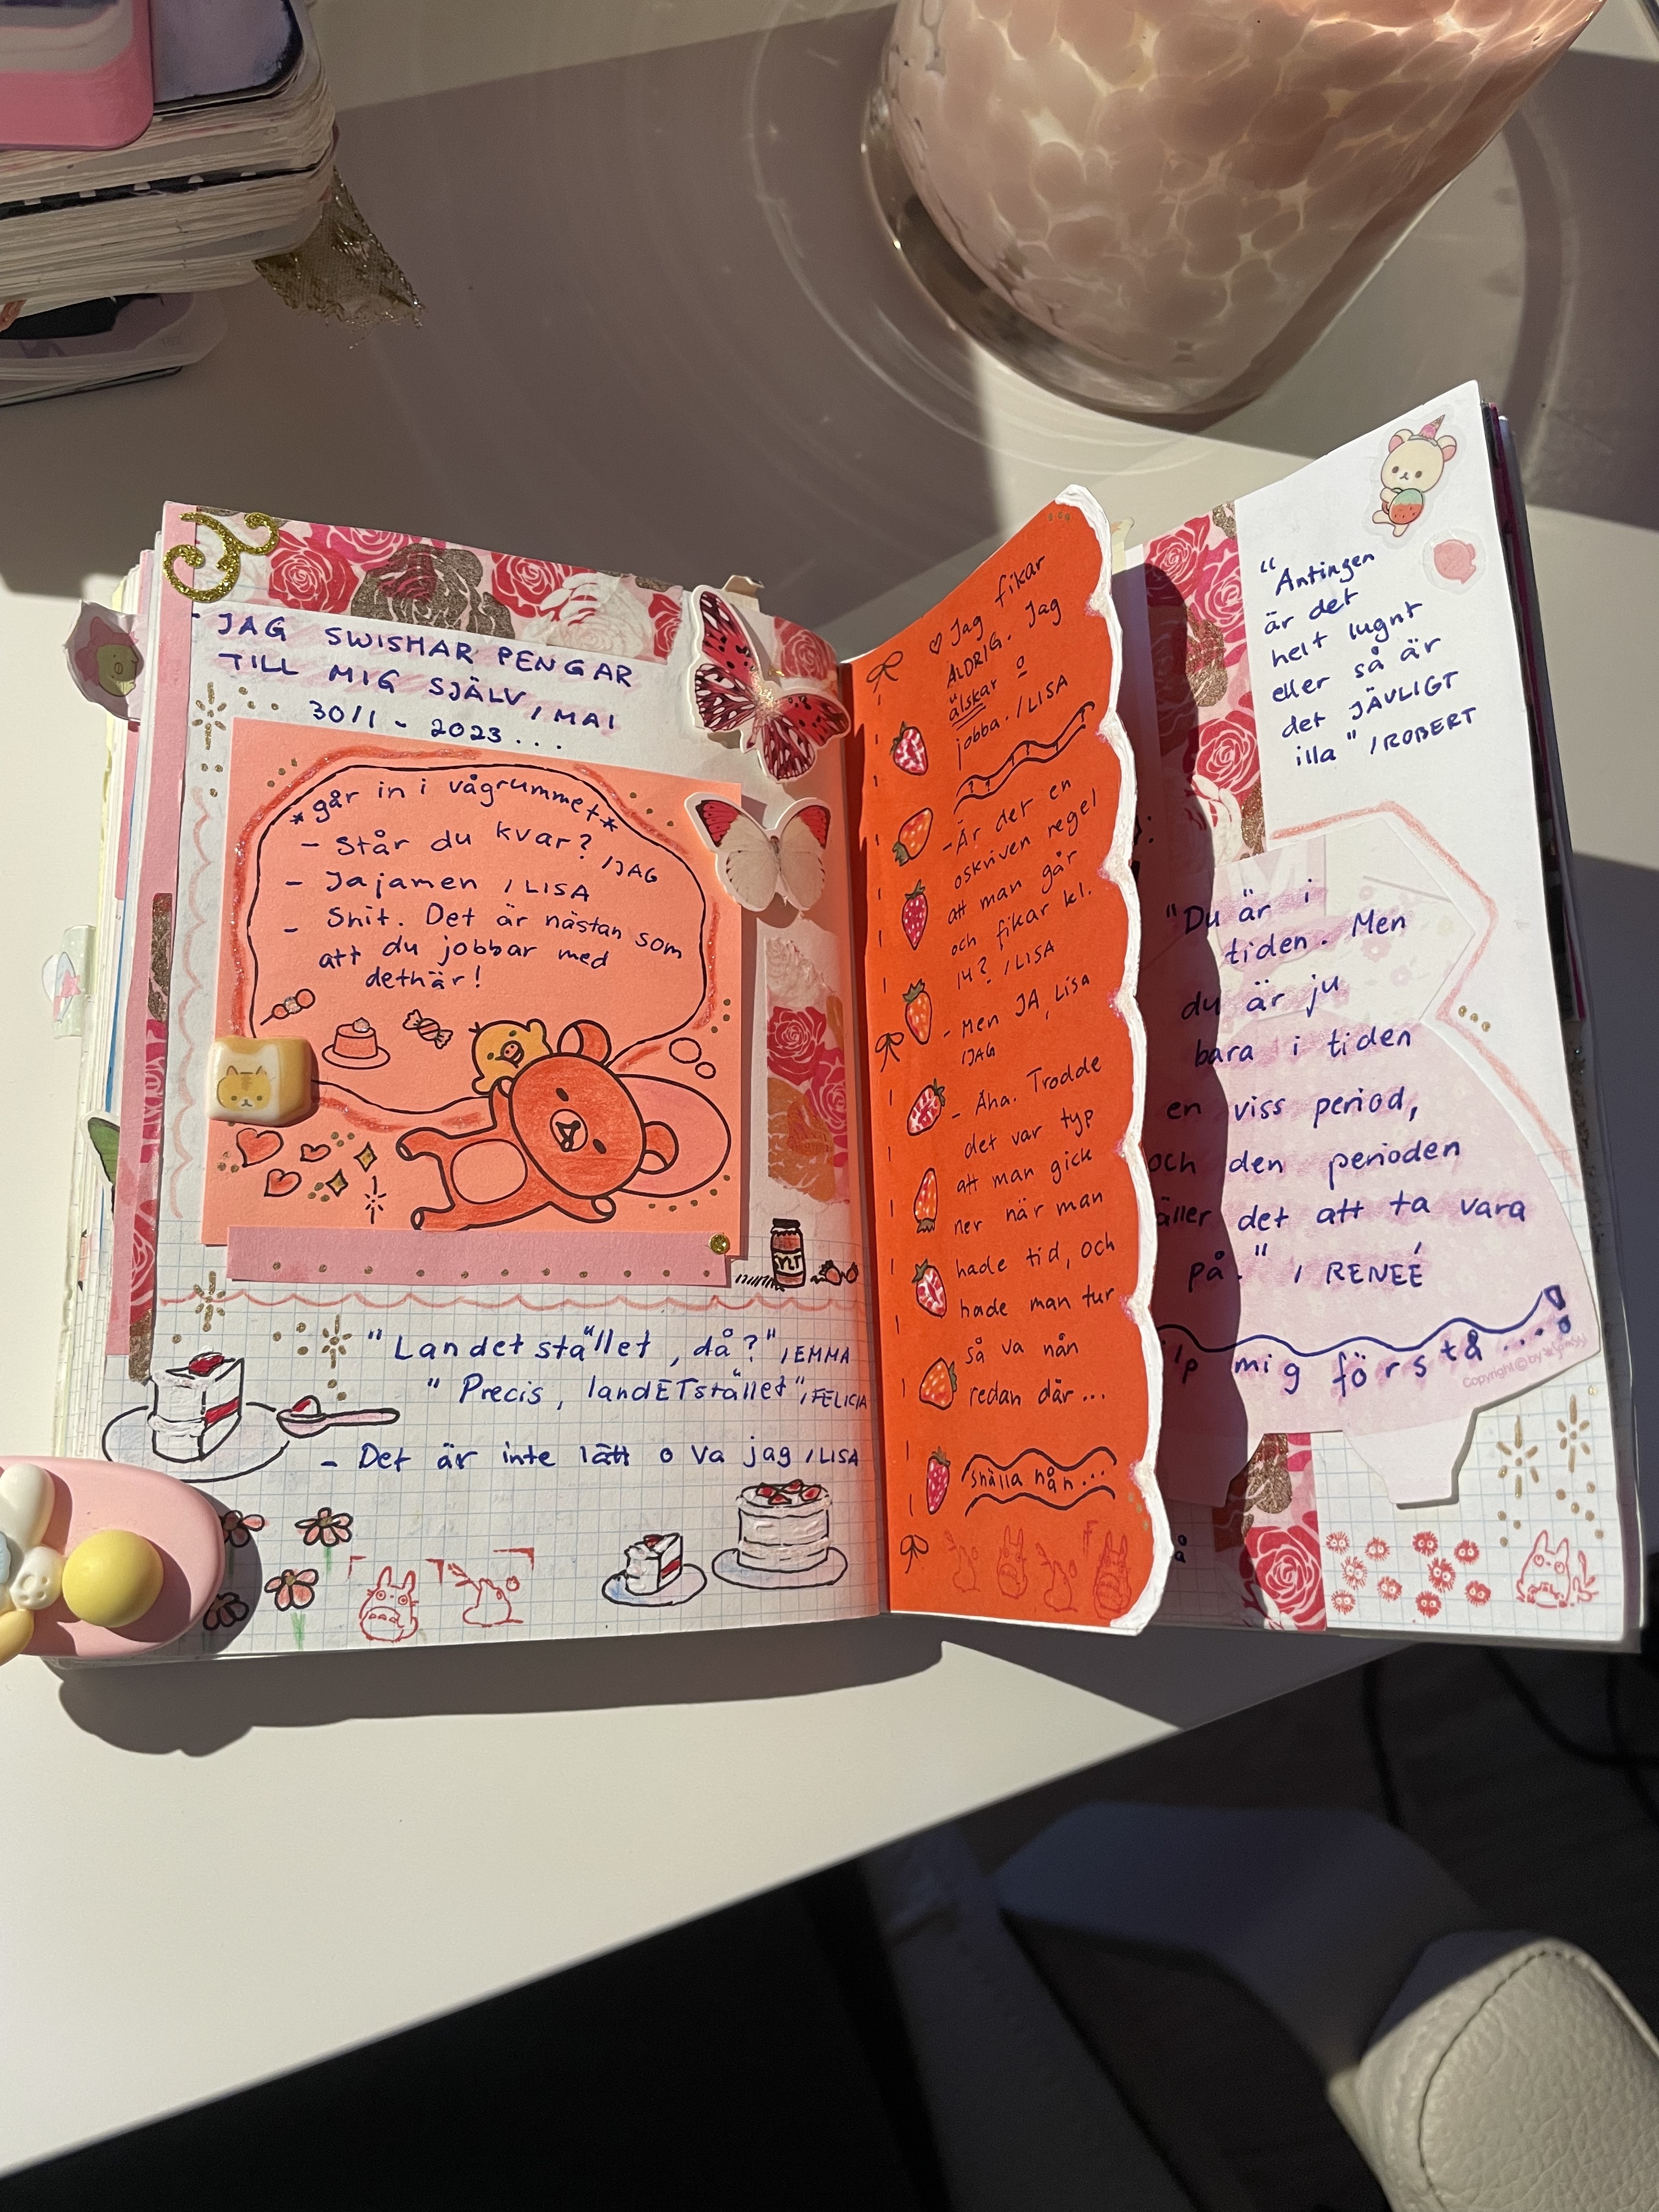 - JAG SWISHAR PENGAR
TILL MIG SJÄLV / MAI
30/1 - 2023...
*går in i vågrummet*
- Står du kvar? /JAG
- Jajamen / LISA
- Snit. Det är nästan som
att du jobbar med
dethär!
"Landetstället, då?" / EMMA
"Precis, landETstället", / FELICIA
- Det är inte lätt o va jag / LISA
♡ Jag fikar
ALDRIG. Jag
älskar o
jobba. / LISA
- Är det en
oskriven regel
att man går
och fikar kl.
14? / LISA
- Men JA, Lisa
/JAG
- Aha. Trodde
det var typ
att man gick
ner när man
hade tid, och
hade man tur
så va nån
redan där...
Snälla nån...
"Antingen
är det
helt lugnt
eller så är
det JÄVLIGT
illa" / ROBERT
"Du är i
tiden. Men
du är ju
bara i tiden
en viss period,
och den perioden
äller det att ta vara
på." / RENEÉ
lp mig förstå...!
Copyright © by